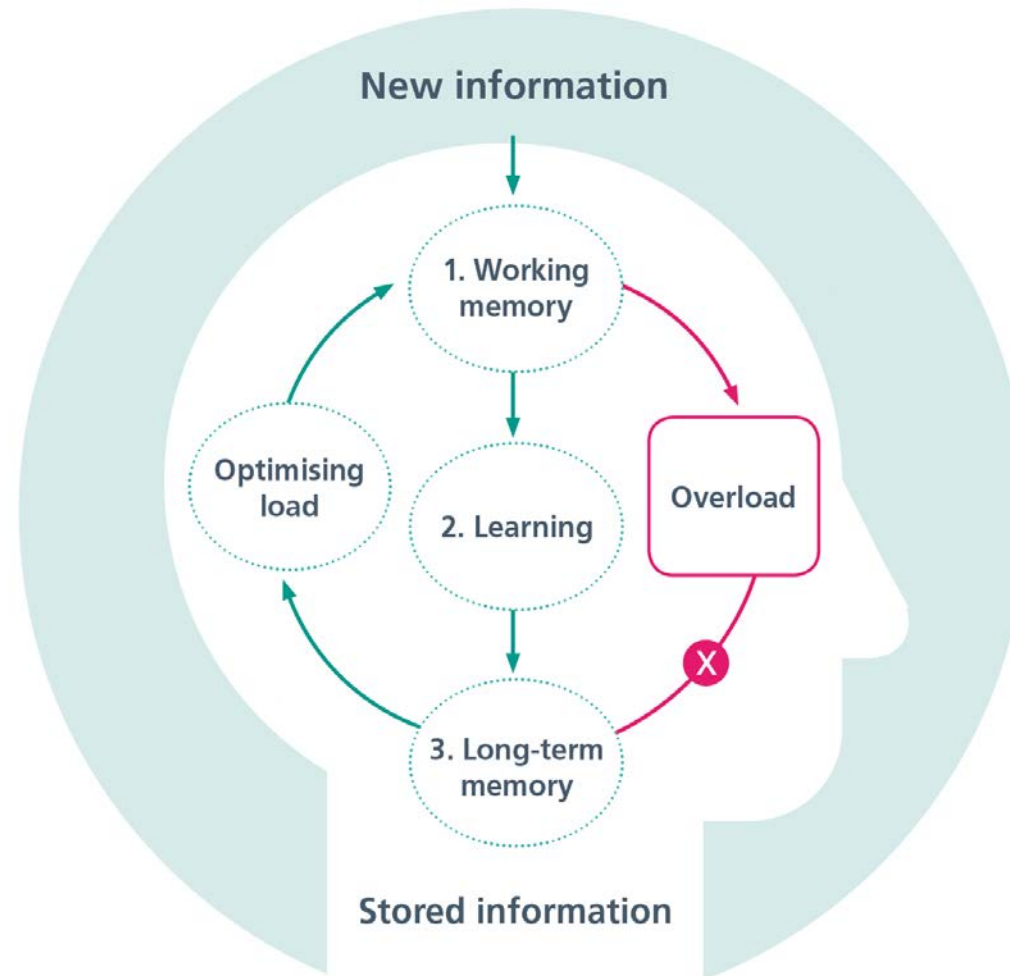 New information
1. Working
memory
Optimising
load
2. Learning
Overload
X
3. Long-term
memory
Stored information